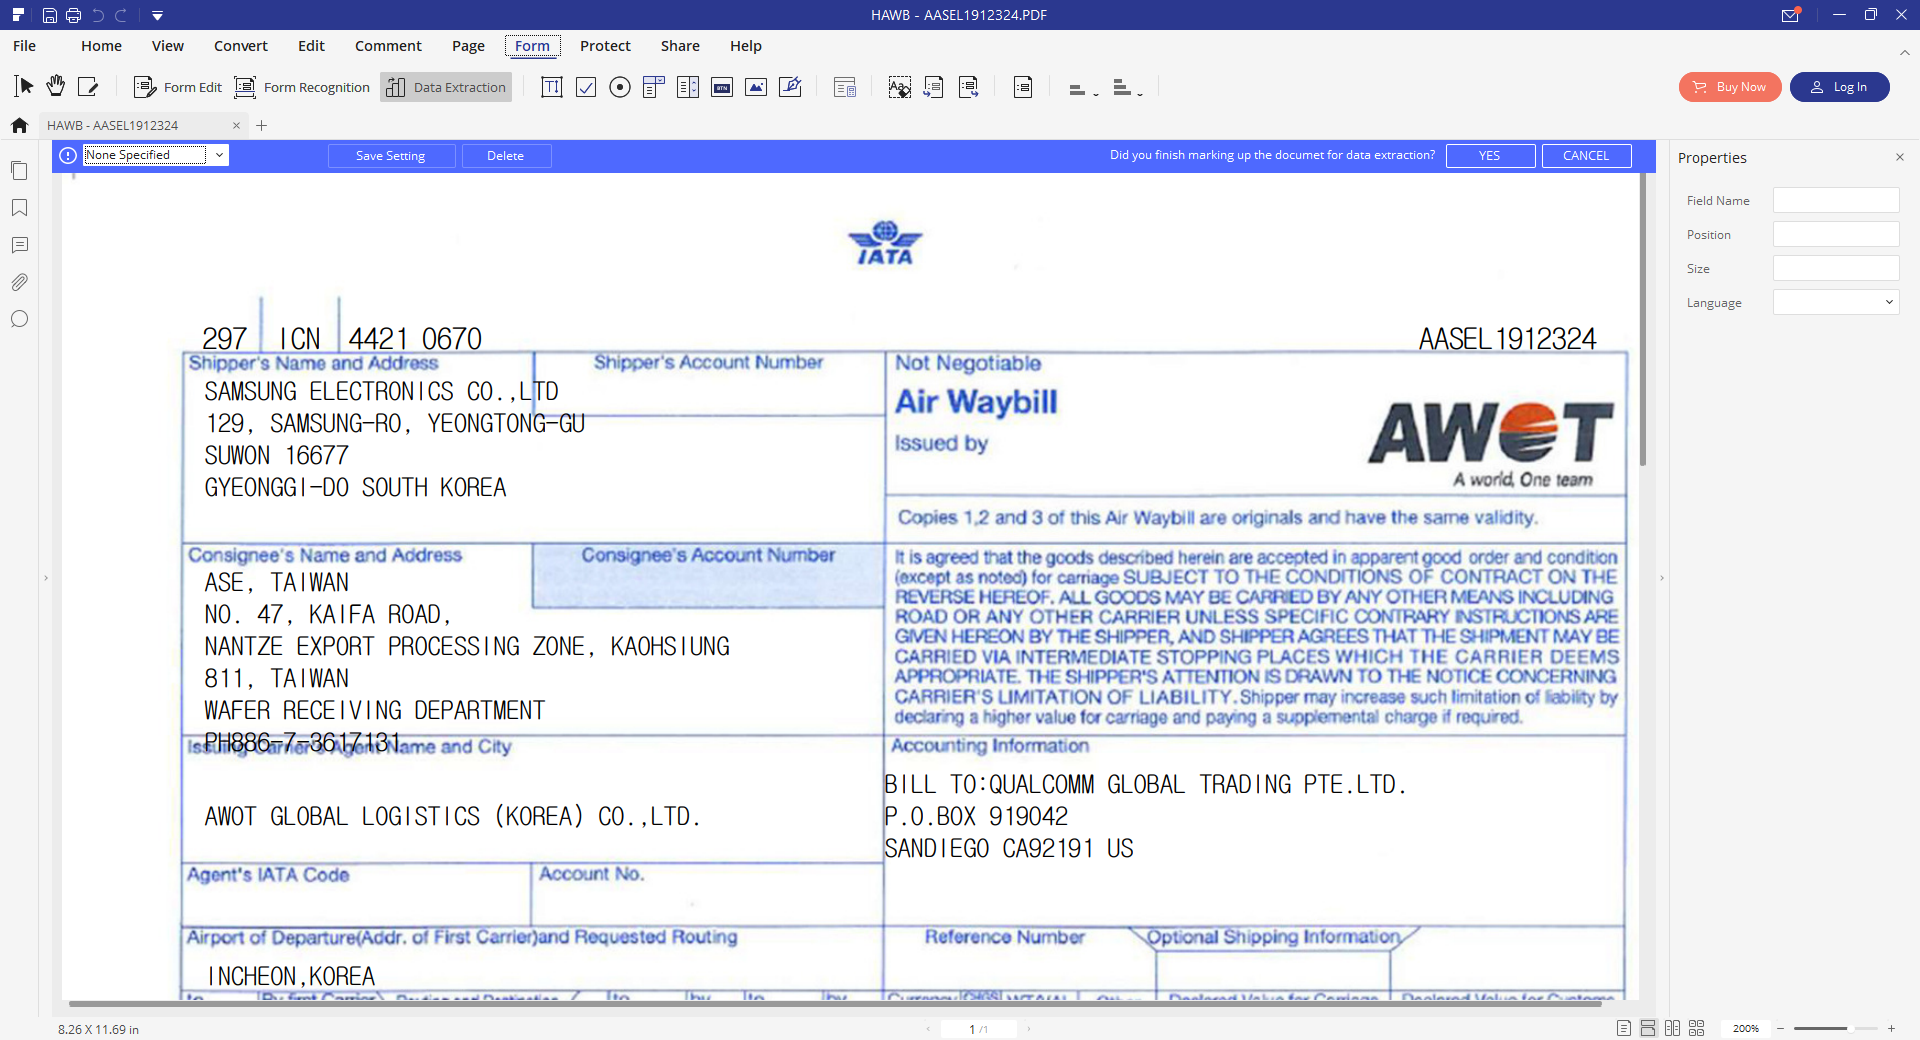 HAWB - AASEL1912324.PDF
File Home View Convert Edit Comment Page Form Protect Share Help
Form Edit Form Recognition Data Extraction Buy Now Log In
HAWB - AASEL1912324
None Specified Save Setting Delete Did you finish marking up the documet for data extraction? YES CANCEL
Properties
Field Name
Position
Size
Language
IATA
297 ICN 4421 0670
AASEL1912324
Shipper's Name and Address
Shipper's Account Number
SAMSUNG ELECTRONICS CO.,LTD
129, SAMSUNG-RO, YEONGTONG-GU
SUWON 16677
GYEONGGI-DO SOUTH KOREA
Not Negotiable
Air Waybill
Issued by
AWOT
A world, One team
Copies 1,2 and 3 of this Air Waybill are originals and have the same validity.
Consignee's Name and Address
Consignee's Account Number
ASE, TAIWAN
NO. 47, KAIFA ROAD,
NANTZE EXPORT PROCESSING ZONE, KAOHSIUNG
811, TAIWAN
WAFER RECEIVING DEPARTMENT
PH886-7-3617131
It is agreed that the goods described herein are accepted in apparent good order and condition
(except as noted) for carriage SUBJECT TO THE CONDITIONS OF CONTRACT ON THE
REVERSE HEREOF. ALL GOODS MAY BE CARRIED BY ANY OTHER MEANS INCLUDING
ROAD OR ANY OTHER CARRIER UNLESS SPECIFIC CONTRARY INSTRUCTIONS ARE
GIVEN HEREON BY THE SHIPPER, AND SHIPPER AGREES THAT THE SHIPMENT MAY BE
CARRIED VIA INTERMEDIATE STOPPING PLACES WHICH THE CARRIER DEEMS
APPROPRIATE. THE SHIPPER'S ATTENTION IS DRAWN TO THE NOTICE CONCERNING
CARRIER'S LIMITATION OF LIABILITY. Shipper may increase such limitation of liability by
declaring a higher value for carriage and paying a supplemental charge if required.
Issuing Carrier's Agent Name and City
AWOT GLOBAL LOGISTICS (KOREA) CO.,LTD.
Accounting Information
BILL TO:QUALCOMM GLOBAL TRADING PTE.LTD.
P.O.BOX 919042
SANDIEGO CA92191 US
Agent's IATA Code
Account No.
Airport of Departure(Addr. of First Carrier)and Requested Routing
INCHEON,KOREA
Reference Number
Optional Shipping Information
8.26 X 11.69 in
1 /1
200%